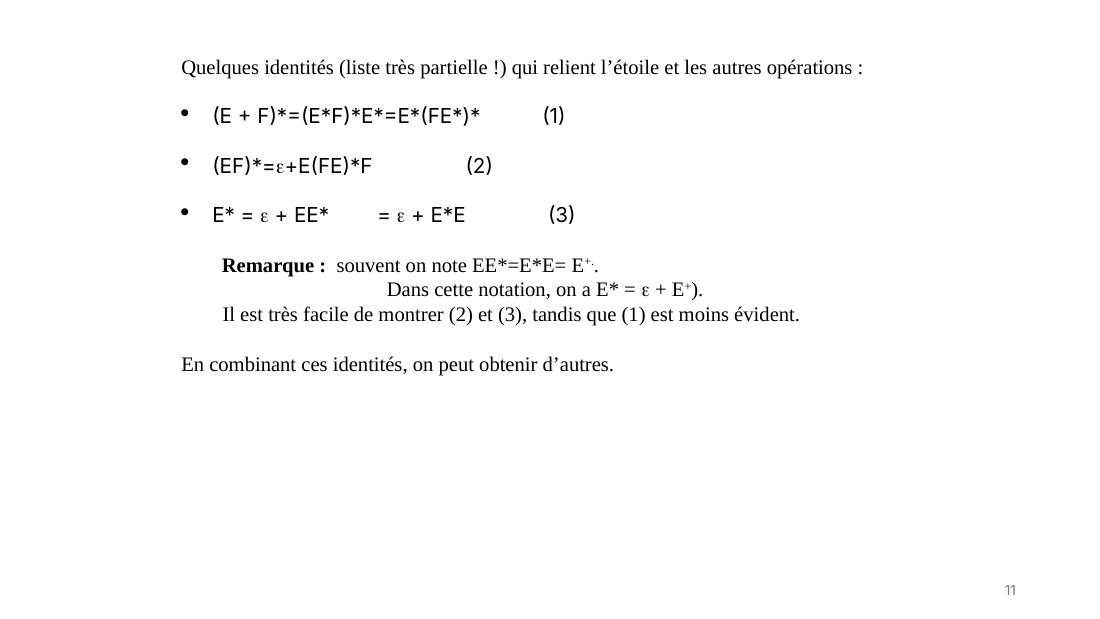 Quelques identités (liste très partielle !) qui relient l’étoile et les autres opérations :
• (E + F)*=(E*F)*E*=E*(FE*)* (1)
• (EF)*=ε+E(FE)*F (2)
• E* = ε + EE* = ε + E*E (3)
Remarque : souvent on note EE*=E*E= E⁺˙.
Dans cette notation, on a E* = ε + E⁺).
Il est très facile de montrer (2) et (3), tandis que (1) est moins évident.
En combinant ces identités, on peut obtenir d’autres.
11